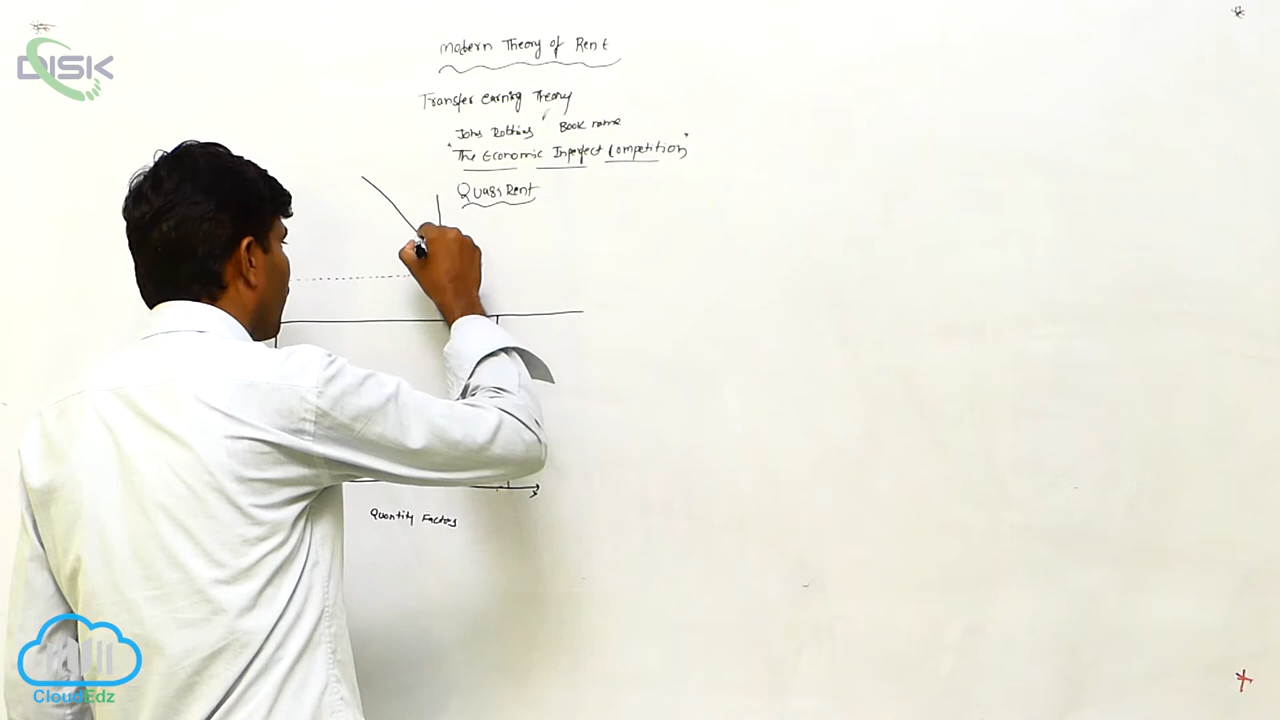 DISK
Modern Theory of Rent
Transfer earning Theory
John Robbins Book name
"The Economic Imperfect Competition"
Quasi Rent
Quantity Factors
x
CloudEdz